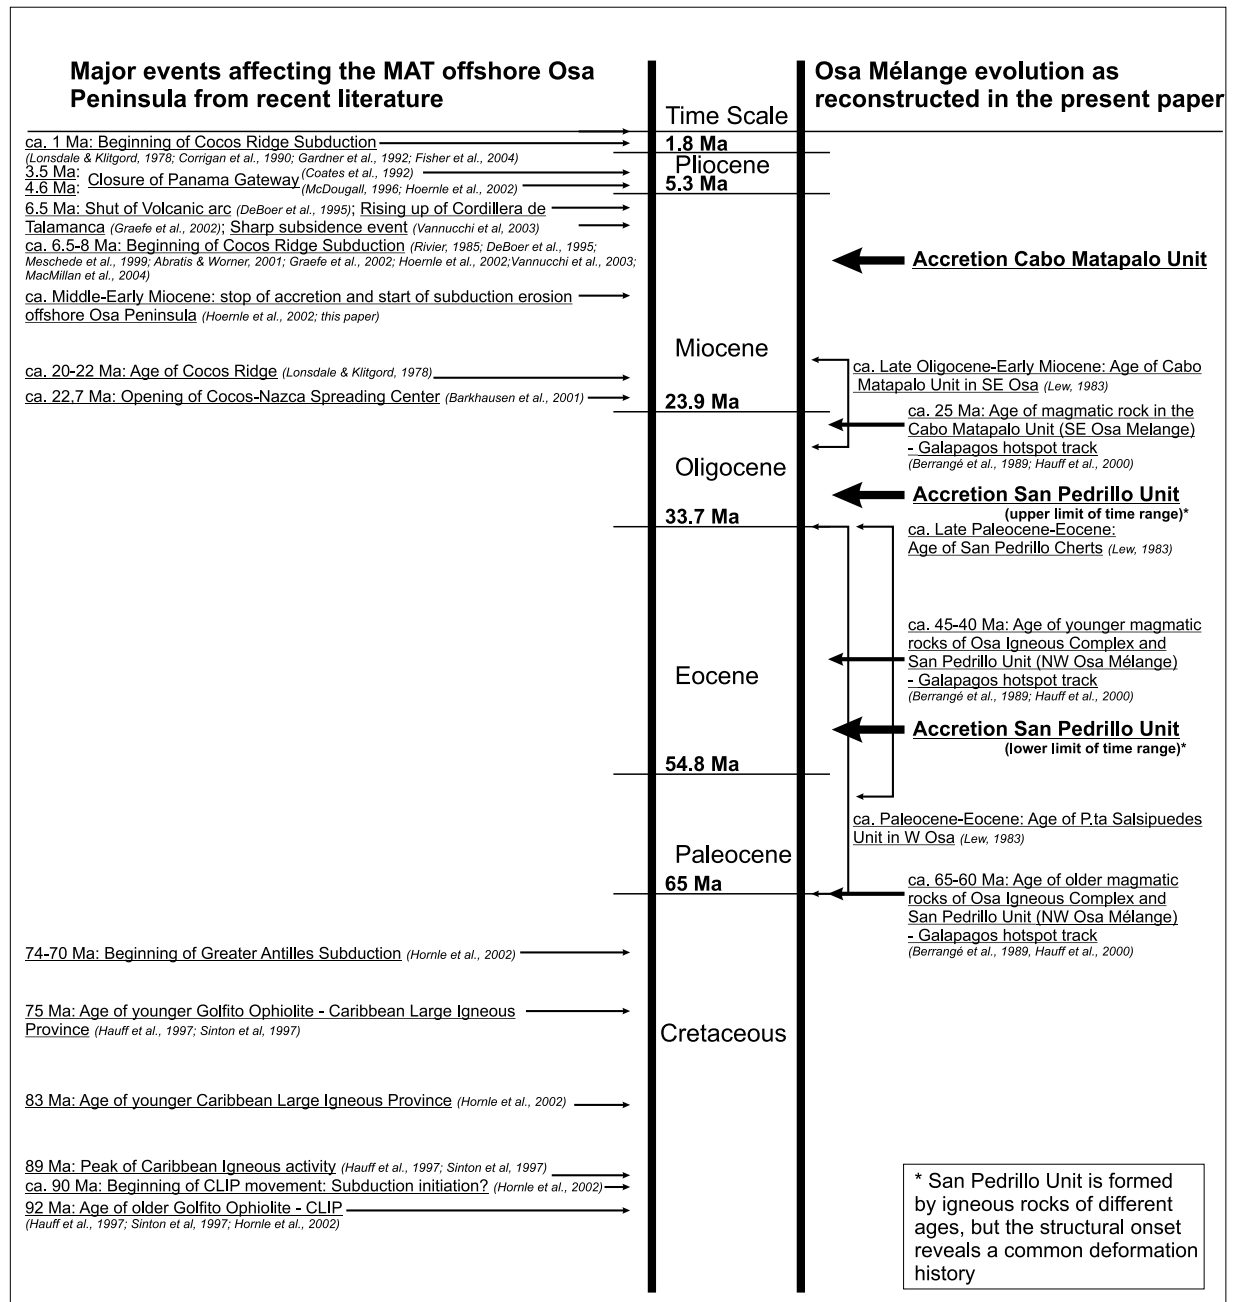 Major events affecting the MAT offshore Osa
Peninsula from recent literature
ca. 1 Ma: Beginning of Cocos Ridge Subduction
(Lonsdale & Klitgord, 1978; Corrigan et al., 1990; Gardner et al., 1992; Fisher et al., 2004)
3.5 Ma:
4.6 Ma:
Closure of Panama Gateway
(Coates et al., 1992)
(McDougall, 1996; Hoernle et al., 2002)
6.5 Ma: Shut of Volcanic arc (DeBoer et al., 1995); Rising up of Cordillera de
Talamanca (Graefe et al., 2002); Sharp subsidence event (Vannucchi et al, 2003)
ca. 6.5-8 Ma: Beginning of Cocos Ridge Subduction (Rivier, 1985; DeBoer et al., 1995;
Meschede et al., 1999; Abratis & Worner, 2001; Graefe et al., 2002; Hoernle et al., 2002;Vannucchi et al., 2003;
MacMillan et al., 2004)
ca. Middle-Early Miocene: stop of accretion and start of subduction erosion
offshore Osa Peninsula (Hoernle et al., 2002; this paper)
ca. 20-22 Ma: Age of Cocos Ridge (Lonsdale & Klitgord, 1978)
ca. 22,7 Ma: Opening of Cocos-Nazca Spreading Center (Barkhausen et al., 2001)
74-70 Ma: Beginning of Greater Antilles Subduction (Hornle et al., 2002)
75 Ma: Age of younger Golfito Ophiolite - Caribbean Large Igneous
Province (Hauff et al., 1997; Sinton et al, 1997)
83 Ma: Age of younger Caribbean Large Igneous Province (Hornle et al., 2002)
89 Ma: Peak of Caribbean Igneous activity (Hauff et al., 1997; Sinton et al, 1997)
ca. 90 Ma: Beginning of CLIP movement: Subduction initiation? (Hornle et al., 2002)
92 Ma: Age of older Golfito Ophiolite - CLIP
(Hauff et al., 1997; Sinton et al, 1997; Hornle et al., 2002)
Time Scale
1.8 Ma
Pliocene
5.3 Ma
Miocene
23.9 Ma
Oligocene
33.7 Ma
Eocene
54.8 Ma
Paleocene
65 Ma
Cretaceous
Osa Mélange evolution as
reconstructed in the present paper
Accretion Cabo Matapalo Unit
ca. Late Oligocene-Early Miocene: Age of Cabo
Matapalo Unit in SE Osa (Lew, 1983)
ca. 25 Ma: Age of magmatic rock in the
Cabo Matapalo Unit (SE Osa Melange)
- Galapagos hotspot track
(Berrangé et al., 1989; Hauff et al., 2000)
Accretion San Pedrillo Unit
(upper limit of time range)*
ca. Late Paleocene-Eocene:
Age of San Pedrillo Cherts (Lew, 1983)
ca. 45-40 Ma: Age of younger magmatic
rocks of Osa Igneous Complex and
San Pedrillo Unit (NW Osa Mélange)
- Galapagos hotspot track
(Berrangé et al., 1989; Hauff et al., 2000)
Accretion San Pedrillo Unit
(lower limit of time range)*
ca. Paleocene-Eocene: Age of P.ta Salsipuedes
Unit in W Osa (Lew, 1983)
ca. 65-60 Ma: Age of older magmatic
rocks of Osa Igneous Complex and
San Pedrillo Unit (NW Osa Mélange)
- Galapagos hotspot track
(Berrangé et al., 1989, Hauff et al., 2000)
* San Pedrillo Unit is formed
by igneous rocks of different
ages, but the structural onset
reveals a common deformation
history